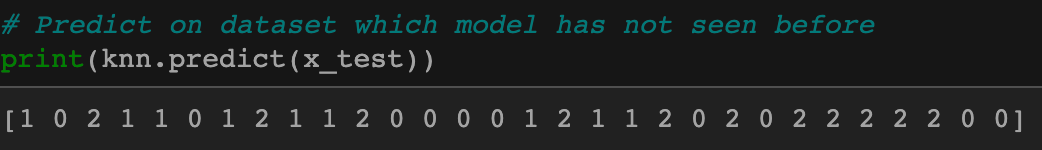 # Predict on dataset which model has not seen before
print(knn.predict(x_test))
[1 0 2 1 1 0 1 2 1 1 2 0 0 0 0 1 2 1 1 2 0 2 0 2 2 2 2 2 0 0]